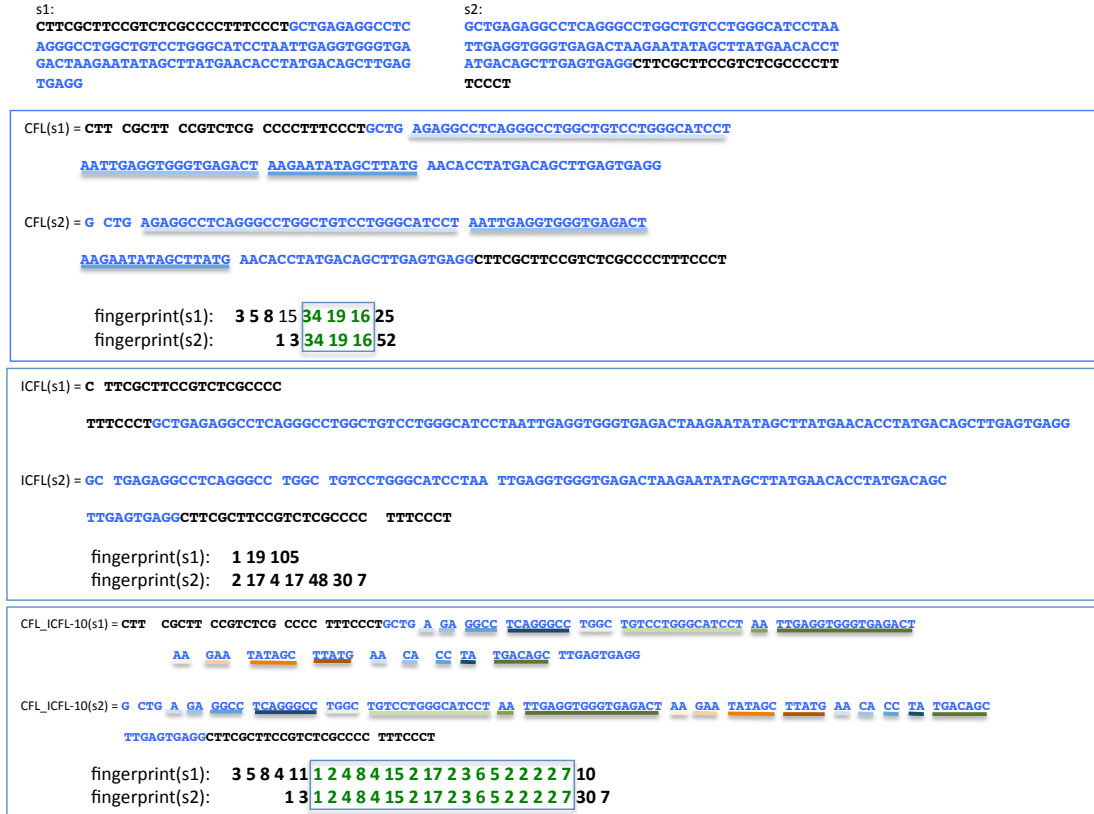 s1:
CTTCGCTTCCGTCTCGCCCCTTTCCCTGCTGAGAGGCCTC
AGGGCCTGGCTGTCCTGGGCATCCTAATTGAGGTGGGTGA
GACTAAGAATATAGCTTATGAACACCTATGACAGCTTGAG
TGAGG
s2:
GCTGAGAGGCCTCAGGGCCTGGCTGTCCTGGGCATCCTAA
TTGAGGTGGGTGAGACTAAGAATATAGCTTATGAACACCT
ATGACAGCTTGAGTGAGGCTTCGCTTCCGTCTCGCCCCTT
TCCCT
CFL(s1) = CTT CGCTT CCGTCTCG CCCCTTTCCCTGCTG AGAGGCCTCAGGGCCTGGCTGTCCTGGGCATCCT
AATTGAGGTGGGTGAGACT AAGAATATAGCTTATG AACACCTATGACAGCTTGAGTGAGG
CFL(s2) = G CTG AGAGGCCTCAGGGCCTGGCTGTCCTGGGCATCCT AATTGAGGTGGGTGAGACT
AAGAATATAGCTTATG AACACCTATGACAGCTTGAGTGAGGCTTCGCTTCCGTCTCGCCCCTTTCCCT
fingerprint(s1): 3 5 8 15 34 19 16 25
fingerprint(s2): 1 3 34 19 16 52
ICFL(s1) = C TTCGCTTCCGTCTCGCCCC
TTTCCCTGCTGAGAGGCCTCAGGGCCTGGCTGTCCTGGGCATCCTAATTGAGGTGGGTGAGACTAAGAATATAGCTTATGAACACCTATGACAGCTTGAGTGAGG
ICFL(s2) = GC TGAGAGGCCTCAGGGCC TGGC TGTCCTGGGCATCCTAA TTGAGGTGGGTGAGACTAAGAATATAGCTTATGAACACCTATGACAGC
TTGAGTGAGGCTTCGCTTCCGTCTCGCCCC TTTCCCT
fingerprint(s1): 1 19 105
fingerprint(s2): 2 17 4 17 48 30 7
CFL_ICFL-10(s1) = CTT CGCTT CCGTCTCG CCCC TTTCCCTGCTG A GA GGCC TCAGGGCC TGGC TGTCCTGGGCATCCT AA TTGAGGTGGGTGAGACT
AA GAA TATAGC TTATG AA CA CC TA TGACAGC TTGAGTGAGG
CFL_ICFL-10(s2) = G CTG A GA GGCC TCAGGGCC TGGC TGTCCTGGGCATCCT AA TTGAGGTGGGTGAGACT AA GAA TATAGC TTATG AA CA CC TA TGACAGC
TTGAGTGAGGCTTCGCTTCCGTCTCGCCCC TTTCCCT
fingerprint(s1): 3 5 8 4 11 1 2 4 8 4 15 2 17 2 3 6 5 2 2 2 2 7 10
fingerprint(s2): 1 3 1 2 4 8 4 15 2 17 2 3 6 5 2 2 2 2 7 30 7